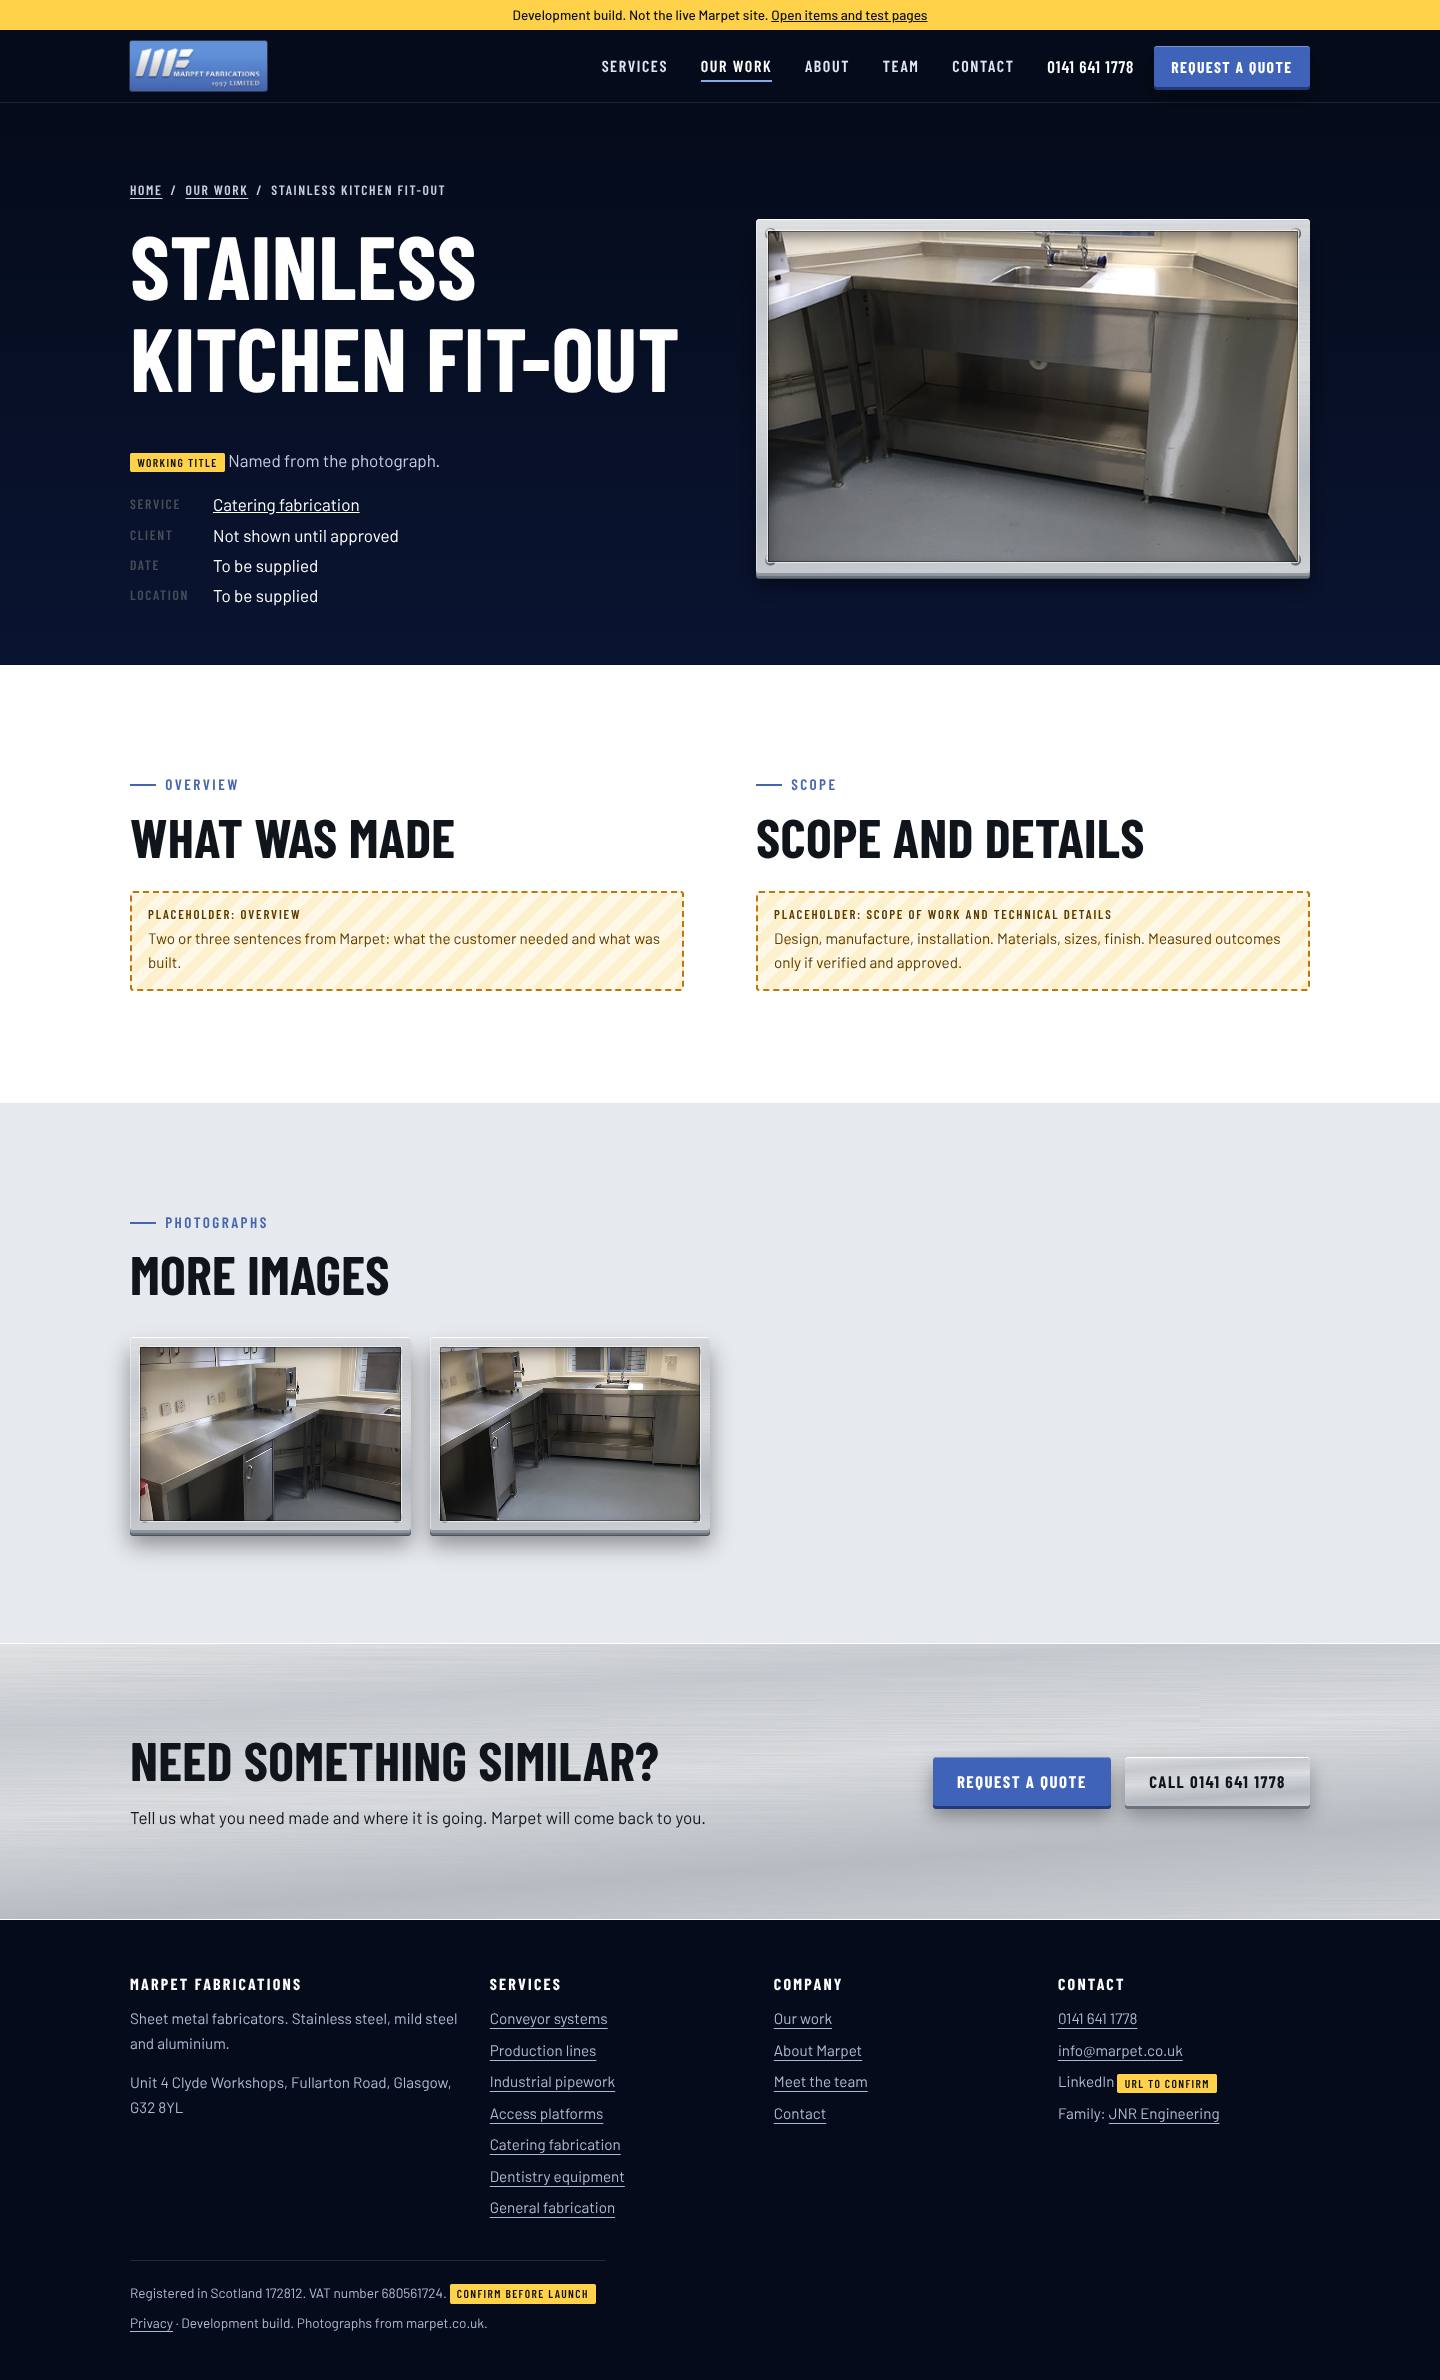 Development build. Not the live Marpet site. Open items and test pages
MF MARPET FABRICATIONS
1997 LIMITED
SERVICES OUR WORK ABOUT TEAM CONTACT 0141 641 1778 REQUEST A QUOTE
HOME / OUR WORK / STAINLESS KITCHEN FIT-OUT
STAINLESS
KITCHEN FIT-OUT
WORKING TITLE Named from the photograph.
SERVICE Catering fabrication
CLIENT Not shown until approved
DATE To be supplied
LOCATION To be supplied
OVERVIEW
WHAT WAS MADE
PLACEHOLDER: OVERVIEW
Two or three sentences from Marpet: what the customer needed and what was
built.
SCOPE
SCOPE AND DETAILS
PLACEHOLDER: SCOPE OF WORK AND TECHNICAL DETAILS
Design, manufacture, installation. Materials, sizes, finish. Measured outcomes
only if verified and approved.
PHOTOGRAPHS
MORE IMAGES
NEED SOMETHING SIMILAR?
Tell us what you need made and where it is going. Marpet will come back to you.
REQUEST A QUOTE
CALL 0141 641 1778
MARPET FABRICATIONS
Sheet metal fabricators. Stainless steel, mild steel
and aluminium.
Unit 4 Clyde Workshops, Fullarton Road, Glasgow,
G32 8YL
SERVICES
Conveyor systems
Production lines
Industrial pipework
Access platforms
Catering fabrication
Dentistry equipment
General fabrication
COMPANY
Our work
About Marpet
Meet the team
Contact
CONTACT
0141 641 1778
info@marpet.co.uk
LinkedIn URL TO CONFIRM
Family: JNR Engineering
Registered in Scotland 172812. VAT number 680561724. CONFIRM BEFORE LAUNCH
Privacy · Development build. Photographs from marpet.co.uk.